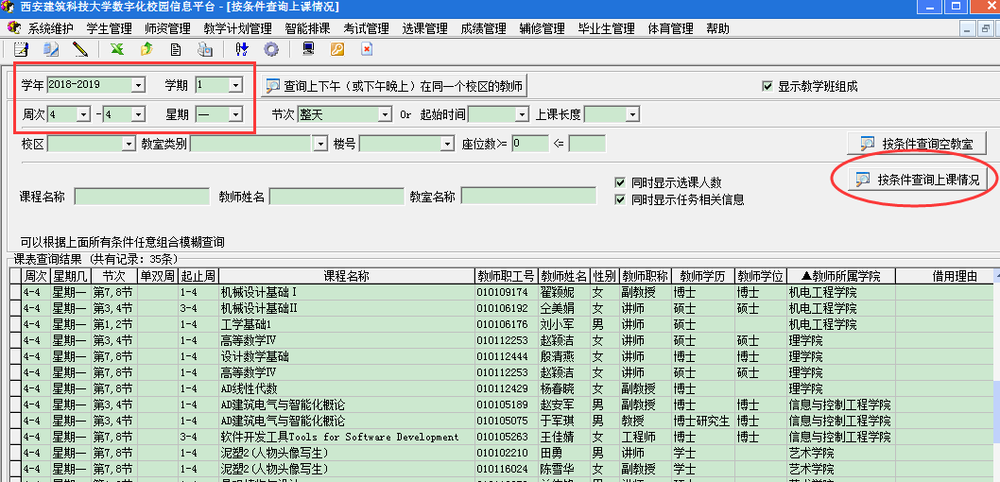 西安建筑科技大学数字化校园信息平台 - [按条件查询上课情况]
系统维护 学生管理 师资管理 教学计划管理 智能排课 考试管理 选课管理 成绩管理 辅修管理 毕业生管理 体育管理 帮助
学年 2018-2019 学期 1 查询上下午（或下午晚上）在同一个校区的教师 显示教学班组成
周次 4 -4 星期 一 节次 整天 Or 起始时间 上课长度
校区 教室类别 楼号 座位数>= 0 <= 按条件查询空教室
同时显示选课人数 按条件查询上课情况
课程名称 教师姓名 教室名称 同时显示任务相关信息
可以根据上面所有条件任意组合模糊查询
课表查询结果（共有记录：35条）
周次 星期几 节次 单双周 起止周 课程名称 教师职工号 教师姓名 性别 教师职称 教师学历 教师学位 ▲教师所属学院 借用理由
4-4 星期一 第7,8节 1-4 机械设计基础Ⅰ 010109174 翟颖妮 女 副教授 博士 博士 机电工程学院
4-4 星期一 第3,4节 3-4 机械设计基础II 010106192 仝美娟 女 讲师 硕士 硕士 机电工程学院
4-4 星期一 第1,2节 1-4 工学基础1 010106176 刘小军 男 讲师 硕士 机电工程学院
4-4 星期一 第3,4节 1-4 高等数学IV 010112253 赵颖洁 女 讲师 硕士 硕士 理学院
4-4 星期一 第7,8节 1-4 设计数学基础 010112444 殷清燕 女 讲师 博士 博士 理学院
4-4 星期一 第7,8节 1-4 高等数学IV 010112253 赵颖洁 女 讲师 硕士 硕士 理学院
4-4 星期一 第7,8节 1-4 AD线性代数 010112429 杨春晓 女 副教授 博士 理学院
4-4 星期一 第3,4节 1-4 AD建筑电气与智能化概论 010105189 赵安军 男 副教授 博士 博士 信息与控制工程学院
4-4 星期一 第3,4节 1-4 AD建筑电气与智能化概论 010105075 于军琪 男 教授 博士研究生 博士 信息与控制工程学院
4-4 星期一 第7,8节 3-4 软件开发工具Tools for Software Development 010105263 王佳婧 女 工程师 博士 博士 信息与控制工程学院
4-4 星期一 第7,8节 1-4 泥塑2(人物头像写生) 010102210 田勇 男 讲师 学士 艺术学院
4-4 星期一 第7,8节 1-4 泥塑2(人物头像写生) 010116024 陈雪华 女 副教授 学士 艺术学院